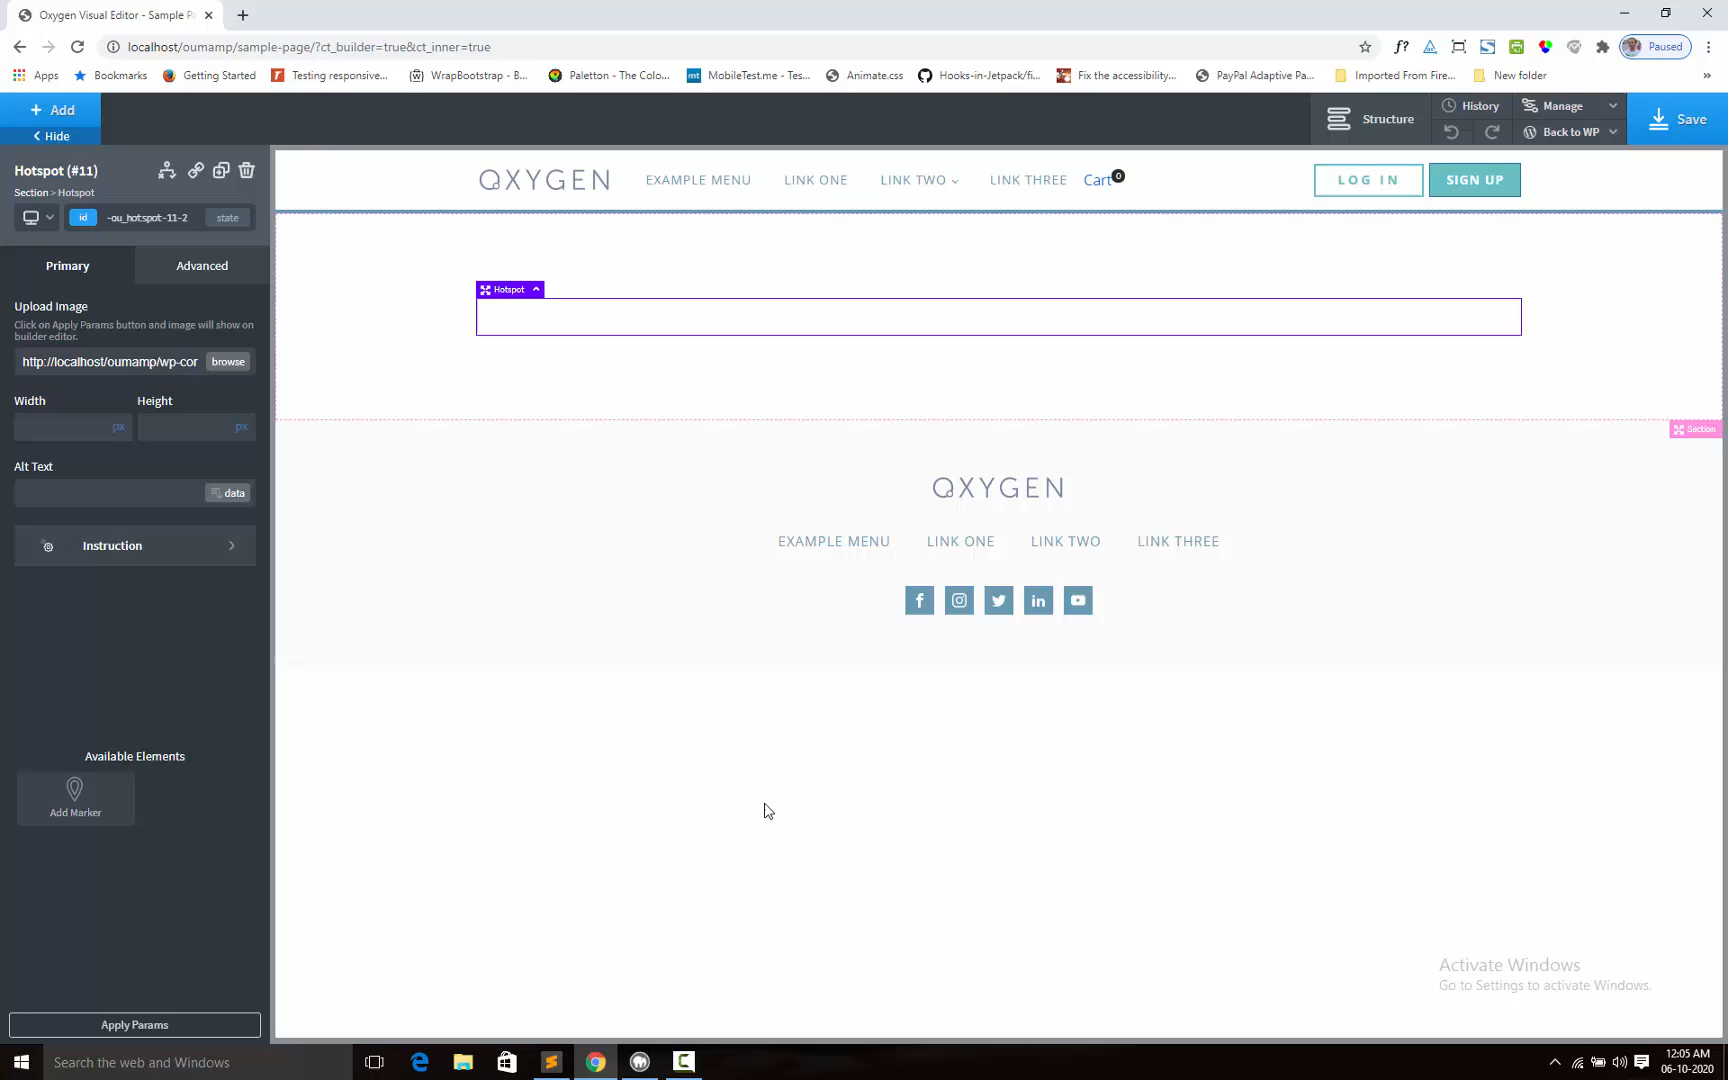 Oxygen Visual Editor - Sample P
localhost/oumamp/sample-page/?ct_builder=true&ct_inner=true
f?
Paused
Apps
Bookmarks
Getting Started
Testing responsive...
WrapBootstrap - B...
Paletton - The Colo...
mt
MobileTest.me - Tes...
Animate.css
Hooks-in-Jetpack/fi...
Fix the accessibility...
PayPal Adaptive Pa...
Imported From Fire...
New folder
»
+ Add
Hide
Structure
History
Manage
Back to WP
Save
Hotspot (#11)
Section > Hotspot
id
-ou_hotspot-11-2
state
Primary
Advanced
Upload Image
Click on Apply Params button and image will show on
builder editor.
http://localhost/oumamp/wp-cor
browse
Width
Height
px
px
Alt Text
data
Instruction
Available Elements
Add Marker
Apply Params
OXYGEN
EXAMPLE MENU
LINK ONE
LINK TWO
LINK THREE
Cart 0
LOG IN
SIGN UP
Hotspot
Section
OXYGEN
EXAMPLE MENU
LINK ONE
LINK TWO
LINK THREE
Activate Windows
Go to Settings to activate Windows.
Search the web and Windows
12:05 AM
06-10-2020